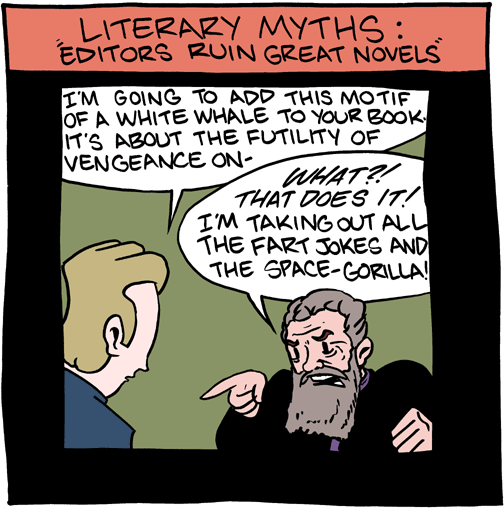 LITERARY MYTHS:
"EDITORS RUIN GREAT NOVELS"
I'M GOING TO ADD THIS MOTIF
OF A WHITE WHALE TO YOUR BOOK.
IT'S ABOUT THE FUTILITY OF
VENGEANCE ON-
WHAT?!
THAT DOES IT!
I'M TAKING OUT ALL
THE FART JOKES AND
THE SPACE-GORILLA!